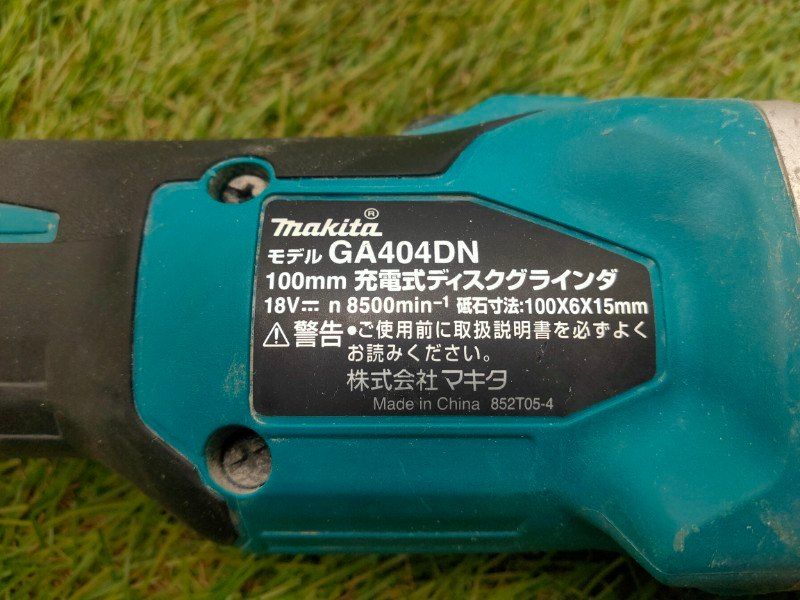 makita®
モデル GA404DN
100mm 充電式ディスクグラインダ
18V⎓ n 8500min⁻¹ 砥石寸法:100X6X15mm
⚠警告 ●ご使用前に取扱説明書を必ずよく
お読みください。
株式会社マキタ
Made in China 852T05-4